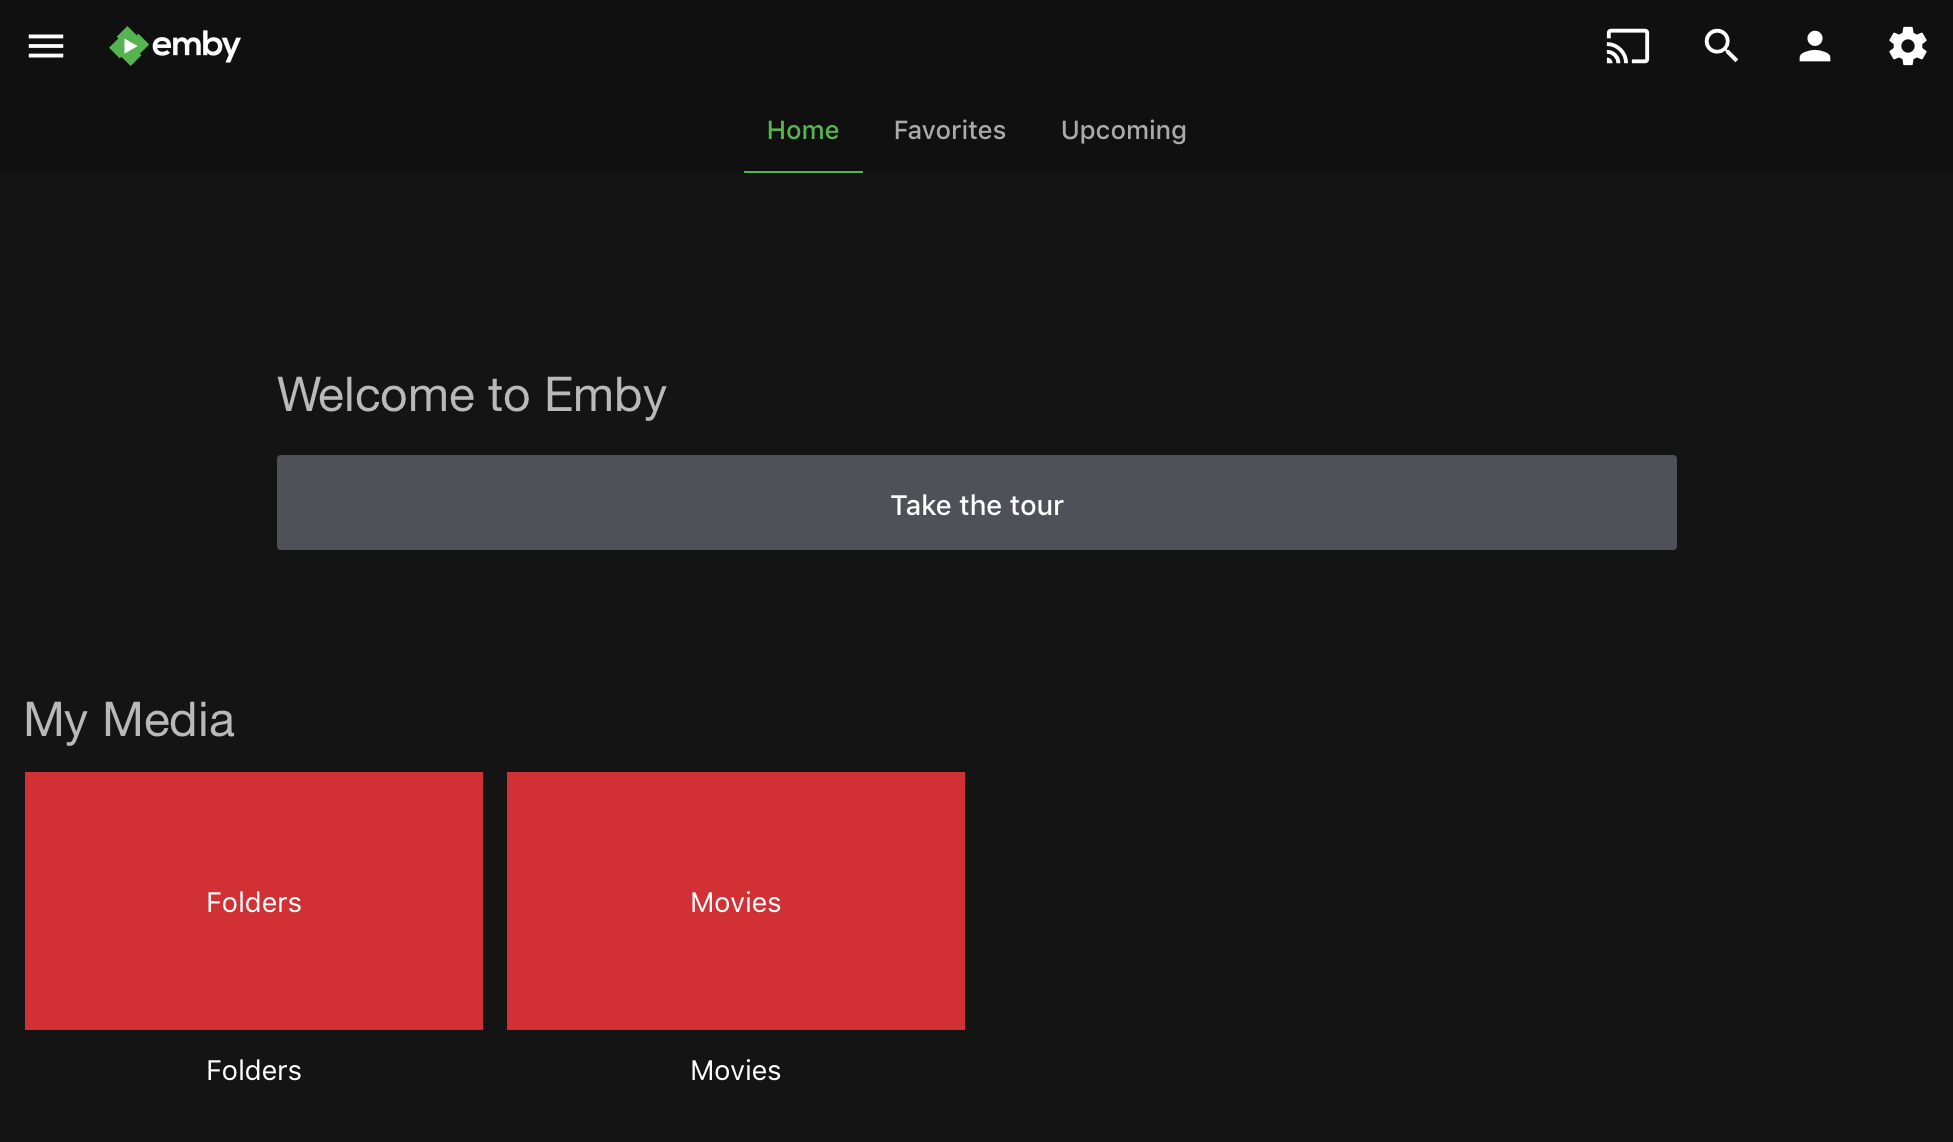 emby
Home Favorites Upcoming
Welcome to Emby
Take the tour
My Media
Folders Movies
Folders Movies